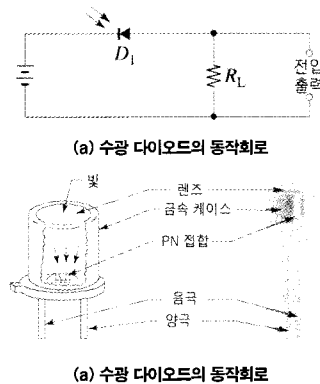 D₁
R_L
전압
출력
(a) 수광 다이오드의 동작회로
빛
렌즈
금속 케이스
PN 접합
음극
양극
(a) 수광 다이오드의 동작회로